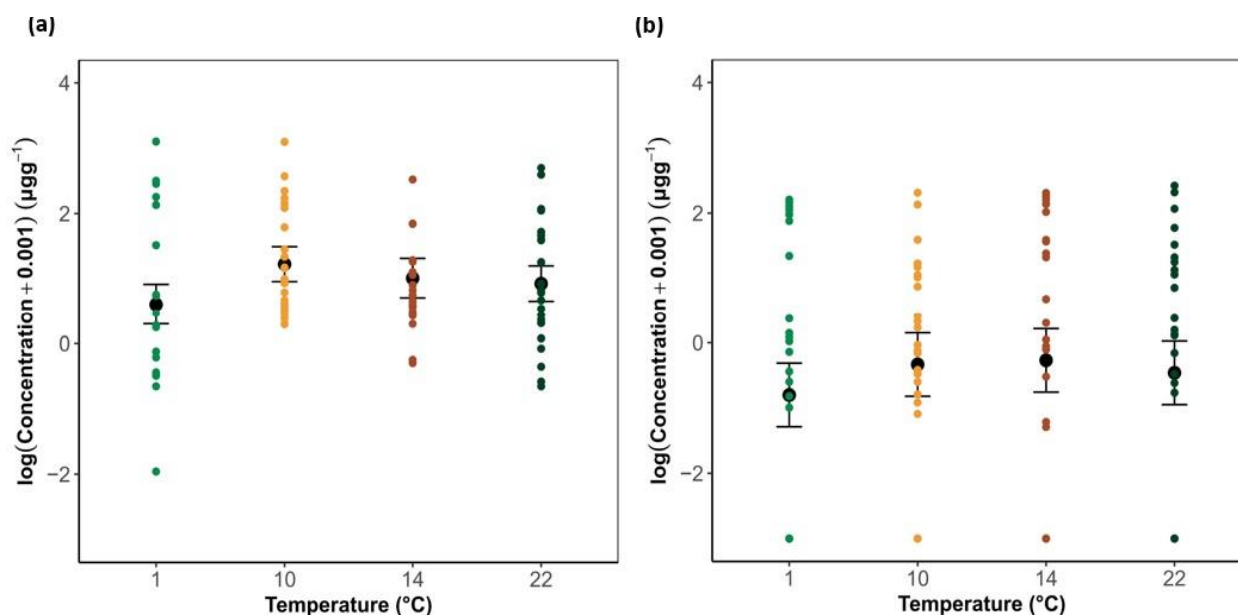 (a)
(b)
log(Concentration + 0.001) (µgg⁻¹)
4
2
0
−2
1
10
14
22
Temperature (°C)
log(Concentration + 0.001) (µgg⁻¹)
4
2
0
−2
1
10
14
22
Temperature (°C)